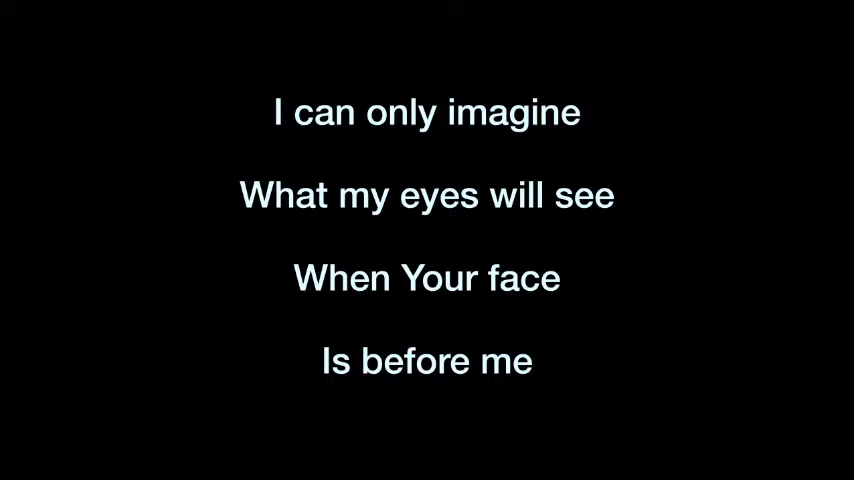 I can only imagine
What my eyes will see
When Your face
Is before me